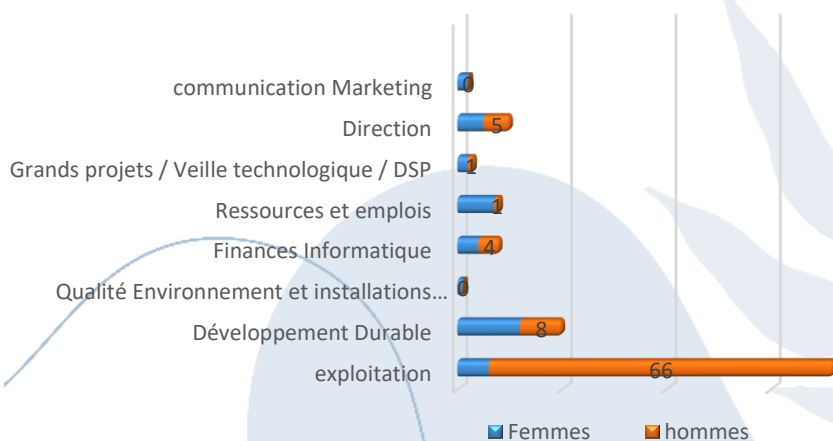 communication Marketing
0
Direction
5
Grands projets / Veille technologique / DSP
1
Ressources et emplois
1
Finances Informatique
4
Qualité Environnement et installations...
0
Développement Durable
8
exploitation
66
Femmes
hommes